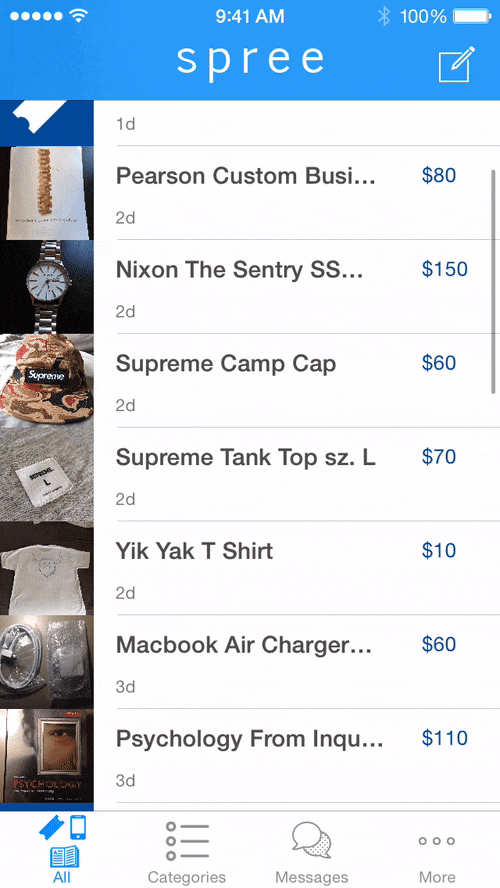 9:41 AM
100%
spree
1d
Pearson Custom Busi...
$80
2d
Nixon The Sentry SS...
$150
2d
Supreme
Supreme Camp Cap
$60
2d
SUPREME
L
Supreme Tank Top sz. L
$70
2d
Yik Yak T Shirt
$10
2d
Macbook Air Charger...
$60
3d
PSYCHOLOGY
Psychology From Inqu...
$110
3d
All
Categories
Messages
More